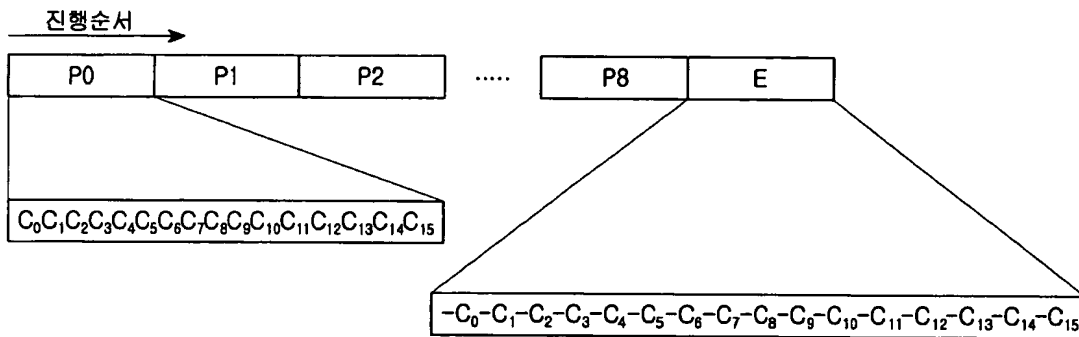 진행순서
P0 P1 P2 ..... P8 E
C₀C₁C₂C₃C₄C₅C₆C₇C₈C₉C₁₀C₁₁C₁₂C₁₃C₁₄C₁₅
-C₀-C₁-C₂-C₃-C₄-C₅-C₆-C₇-C₈-C₉-C₁₀-C₁₁-C₁₂-C₁₃-C₁₄-C₁₅